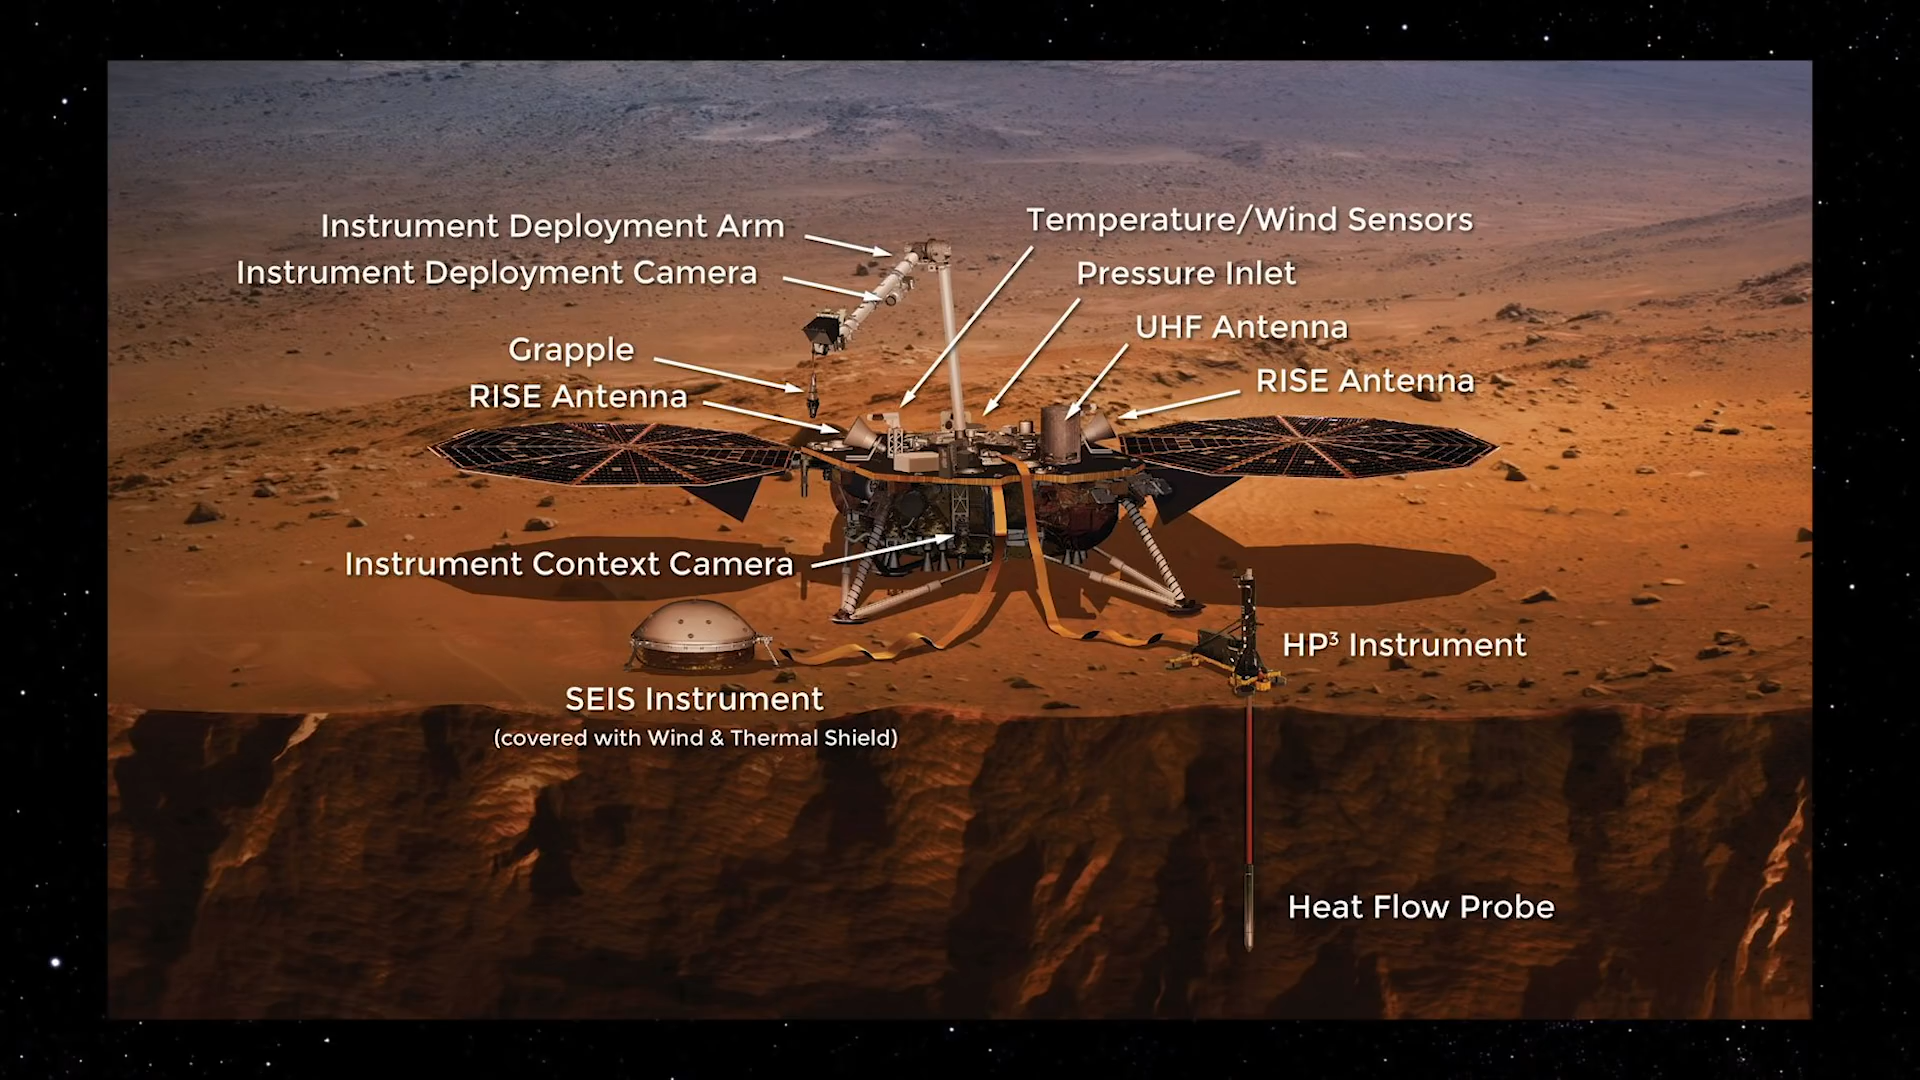 Instrument Deployment Arm
Instrument Deployment Camera
Grapple
RISE Antenna
Temperature/Wind Sensors
Pressure Inlet
UHF Antenna
RISE Antenna
Instrument Context Camera
SEIS Instrument
(covered with Wind & Thermal Shield)
HP³ Instrument
Heat Flow Probe